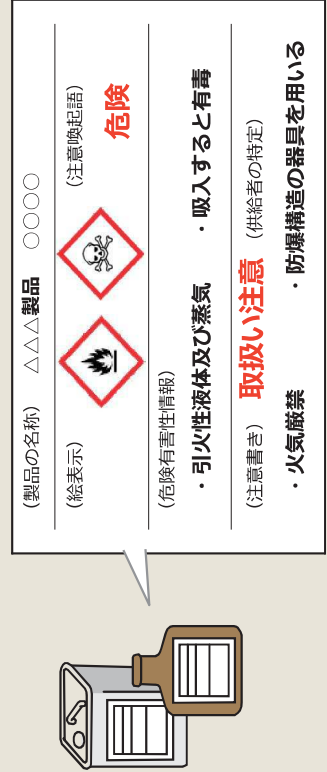 (製品の名称) △△△製品 ○○○○
(絵表示) (注意喚起語)
危険
(危険有害性情報)
・引火性液体及び蒸気 ・吸入すると有毒
(注意書き) 取扱い注意 (供給者の特定)
・火気厳禁 ・防爆構造の器具を用いる